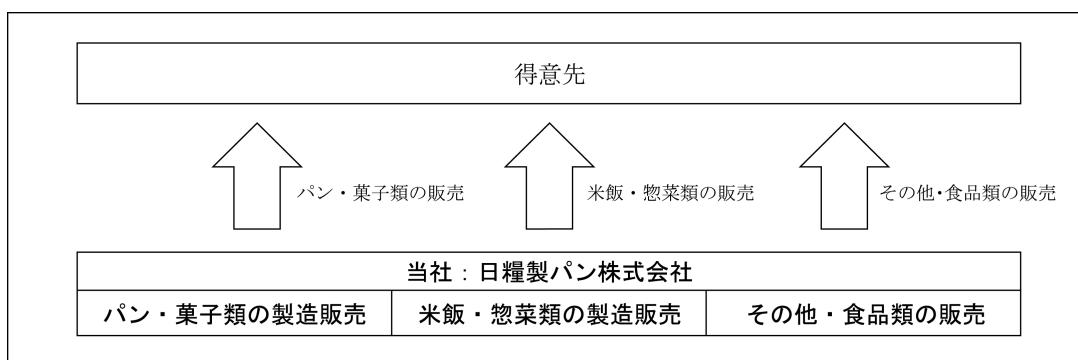 得意先
パン・菓子類の販売
米飯・惣菜類の販売
その他・食品類の販売
当社：日糧製パン株式会社
パン・菓子類の製造販売
米飯・惣菜類の製造販売
その他・食品類の販売